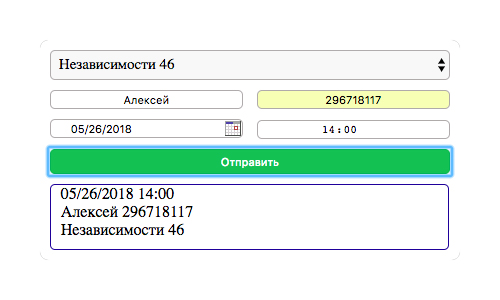 Независимости 46
Алексей 296718117
05/26/2018 14:00
Отправить
05/26/2018 14:00
Алексей 296718117
Независимости 46